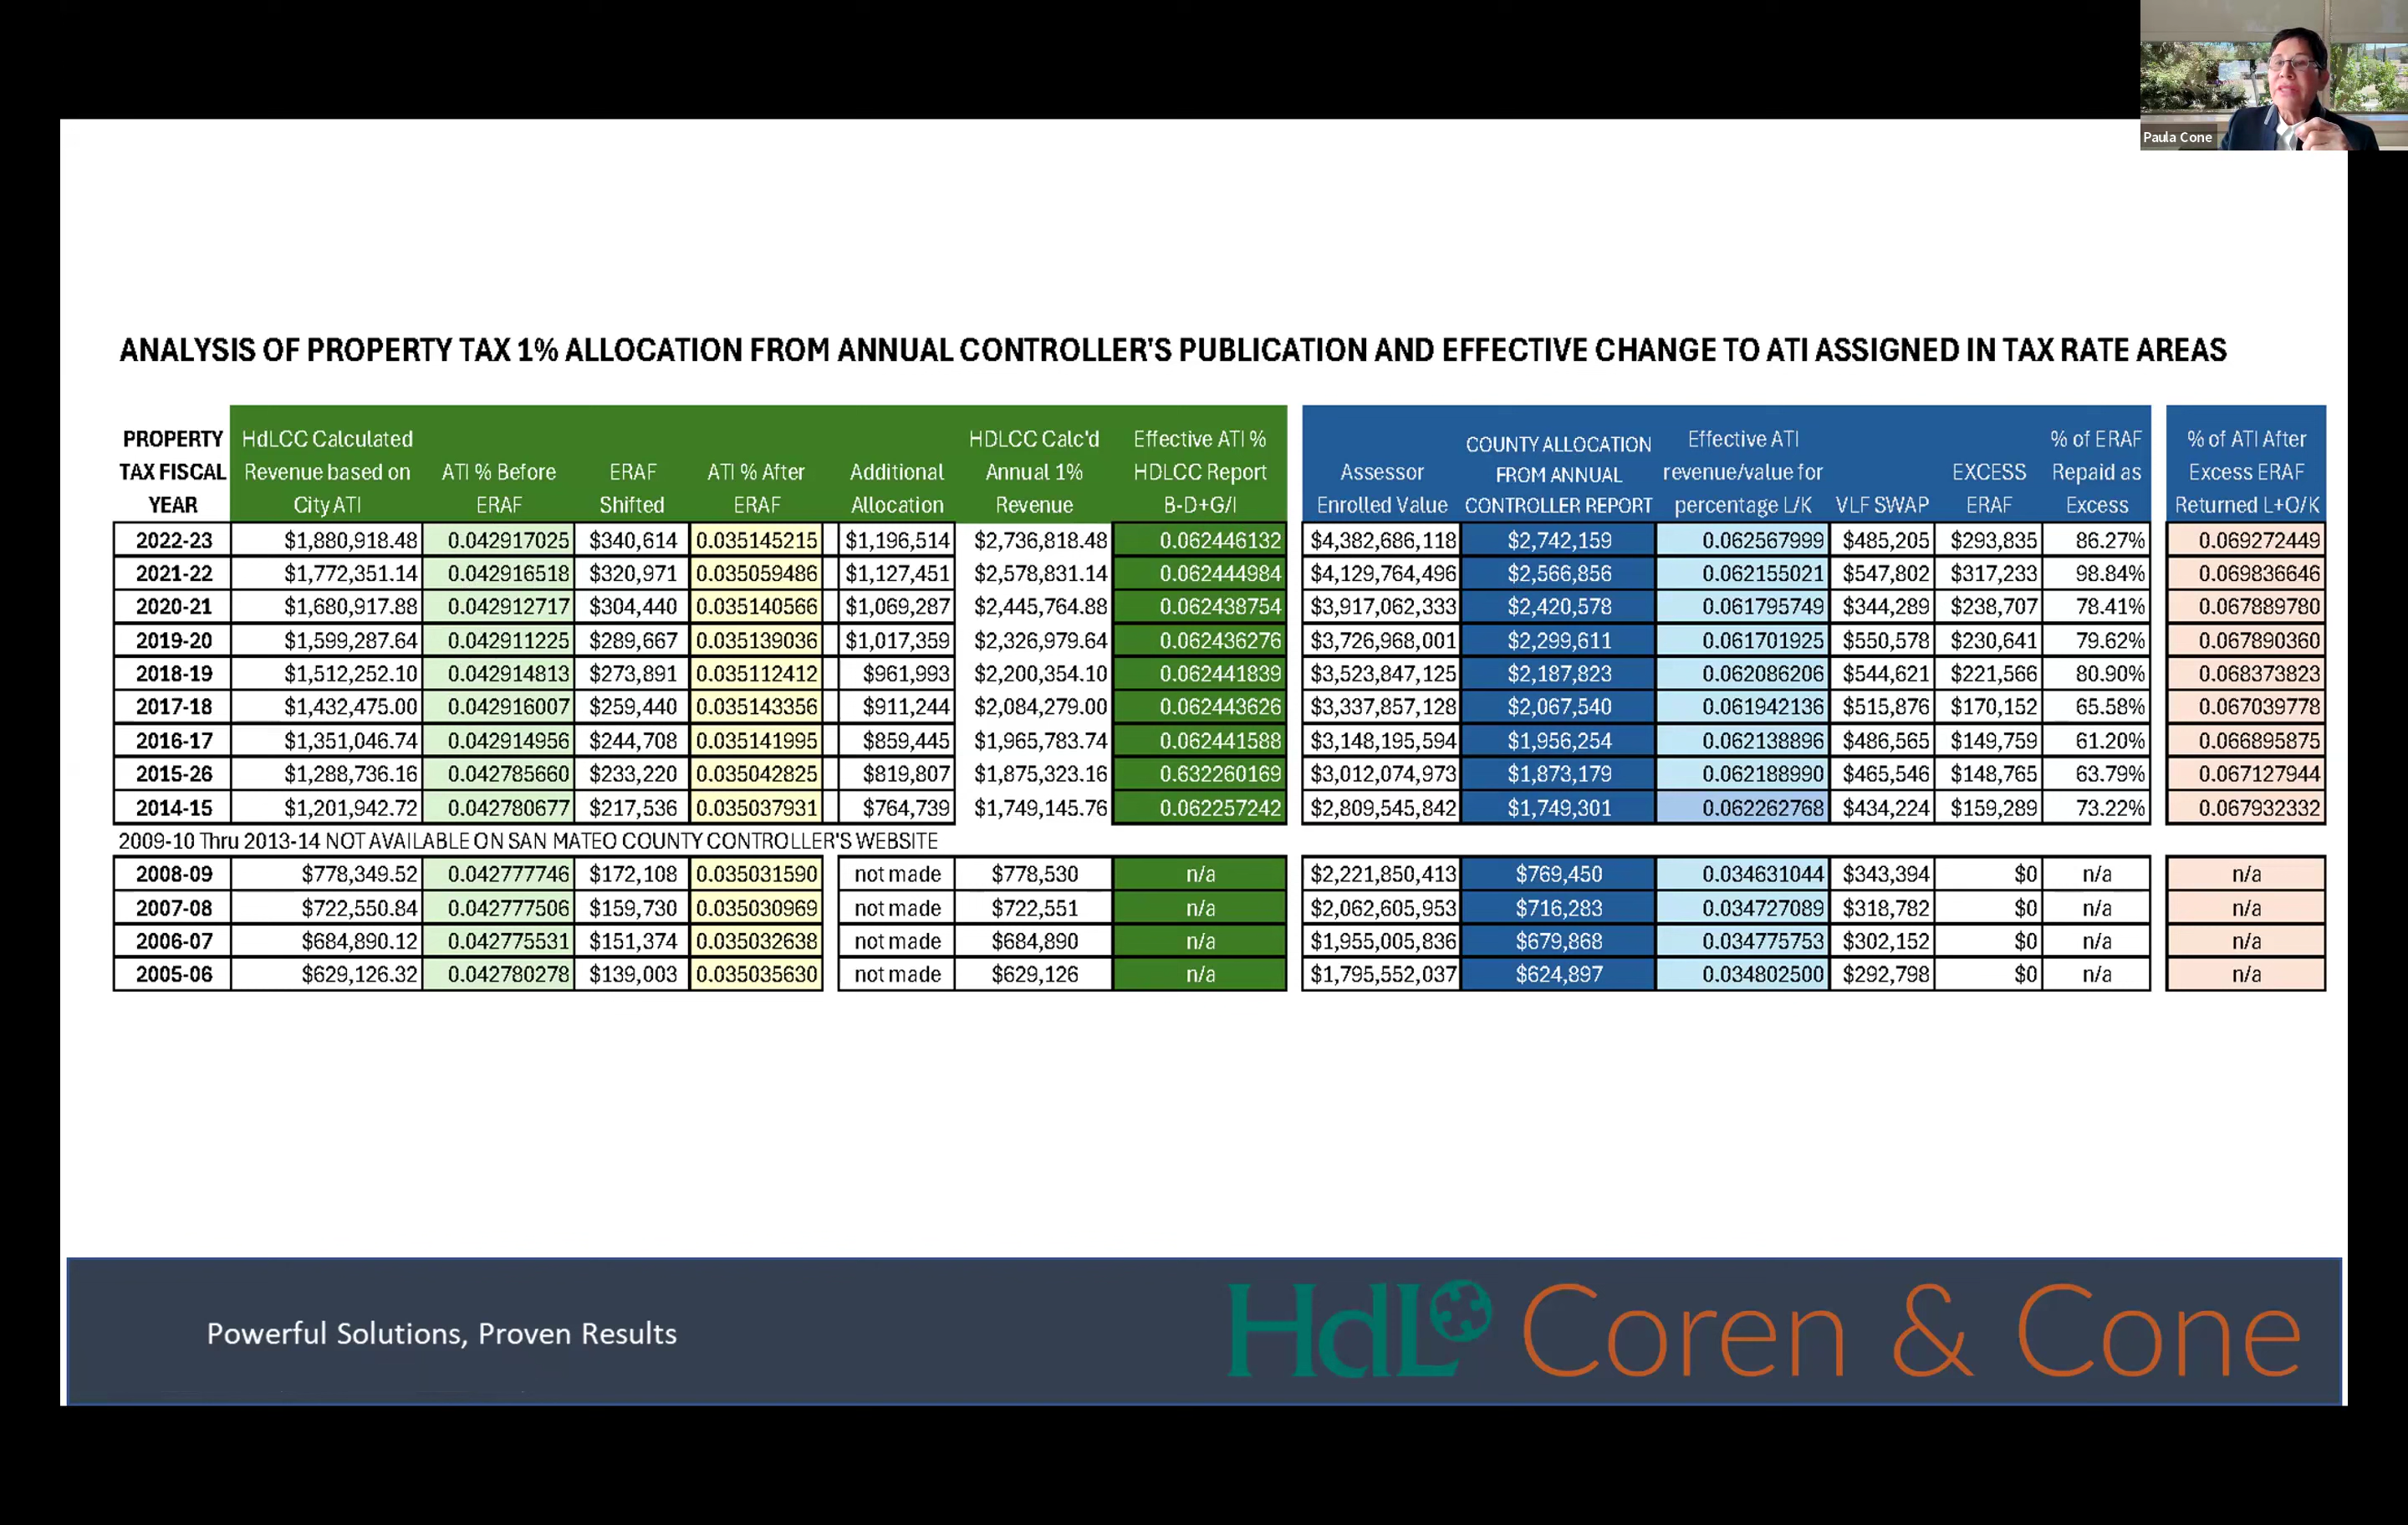 Paula Cone
ANALYSIS OF PROPERTY TAX 1% ALLOCATION FROM ANNUAL CONTROLLER'S PUBLICATION AND EFFECTIVE CHANGE TO ATI ASSIGNED IN TAX RATE AREAS
PROPERTY HdLCC Calculated HDLCC Calc'd Effective ATI % COUNTY ALLOCATION Effective ATI % of ERAF % of ATI After
TAX FISCAL Revenue based on ATI % Before ERAF ATI % After Additional Annual 1% HDLCC Report Assessor FROM ANNUAL revenue/value for EXCESS Repaid as Excess ERAF
YEAR City ATI ERAF Shifted ERAF Allocation Revenue B-D+G/I Enrolled Value CONTROLLER REPORT percentage L/K VLF SWAP ERAF Excess Returned L+O/K
2022-23 $1,880,918.48 0.042917025 $340,614 0.035145215 $1,196,514 $2,736,818.48 0.062446132 $4,382,686,118 $2,742,159 0.062567999 $485,205 $293,835 86.27% 0.069272449
2021-22 $1,772,351.14 0.042916518 $320,971 0.035059486 $1,127,451 $2,578,831.14 0.062444984 $4,129,764,496 $2,566,856 0.062155021 $547,802 $317,233 98.84% 0.069836646
2020-21 $1,680,917.88 0.042912717 $304,440 0.035140566 $1,069,287 $2,445,764.88 0.062438754 $3,917,062,333 $2,420,578 0.061795749 $344,289 $238,707 78.41% 0.067889780
2019-20 $1,599,287.64 0.042911225 $289,667 0.035139036 $1,017,359 $2,326,979.64 0.062436276 $3,726,968,001 $2,299,611 0.061701925 $550,578 $230,641 79.62% 0.067890360
2018-19 $1,512,252.10 0.042914813 $273,891 0.035112412 $961,993 $2,200,354.10 0.062441839 $3,523,847,125 $2,187,823 0.062086206 $544,621 $221,566 80.90% 0.068373823
2017-18 $1,432,475.00 0.042916007 $259,440 0.035143356 $911,244 $2,084,279.00 0.062443626 $3,337,857,128 $2,067,540 0.061942136 $515,876 $170,152 65.58% 0.067039778
2016-17 $1,351,046.74 0.042914956 $244,708 0.035141995 $859,445 $1,965,783.74 0.062441588 $3,148,195,594 $1,956,254 0.062138896 $486,565 $149,759 61.20% 0.066895875
2015-26 $1,288,736.16 0.042785660 $233,220 0.035042825 $819,807 $1,875,323.16 0.632260169 $3,012,074,973 $1,873,179 0.062188990 $465,546 $148,765 63.79% 0.067127944
2014-15 $1,201,942.72 0.042780677 $217,536 0.035037931 $764,739 $1,749,145.76 0.062257242 $2,809,545,842 $1,749,301 0.062262768 $434,224 $159,289 73.22% 0.067932332
2009-10 Thru 2013-14 NOT AVAILABLE ON SAN MATEO COUNTY CONTROLLER'S WEBSITE
2008-09 $778,349.52 0.042777746 $172,108 0.035031590 not made $778,530 n/a $2,221,850,413 $769,450 0.034631044 $343,394 $0 n/a n/a
2007-08 $722,550.84 0.042777506 $159,730 0.035030969 not made $722,551 n/a $2,062,605,953 $716,283 0.034727089 $318,782 $0 n/a n/a
2006-07 $684,890.12 0.042775531 $151,374 0.035032638 not made $684,890 n/a $1,955,005,836 $679,868 0.034775753 $302,152 $0 n/a n/a
2005-06 $629,126.32 0.042780278 $139,003 0.035035630 not made $629,126 n/a $1,795,552,037 $624,897 0.034802500 $292,798 $0 n/a n/a
Powerful Solutions, Proven Results HdL Coren & Cone